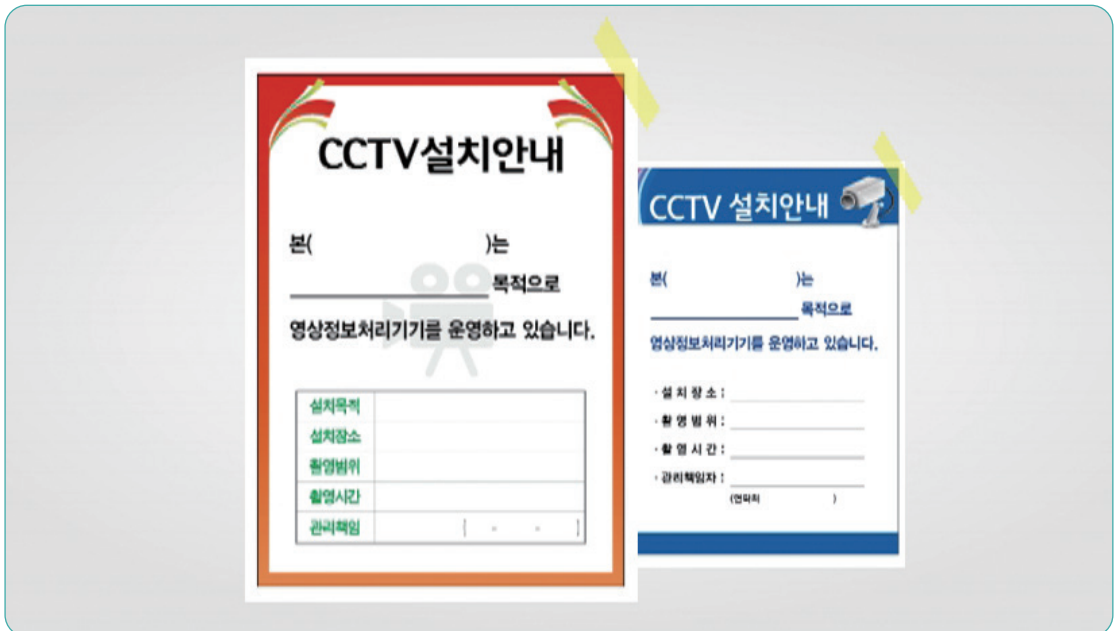 CCTV설치안내
본(                    )는
목적으로
영상정보처리기기를 운영하고 있습니다.
설치목적
설치장소
촬영범위
촬영시간
관리책임 [ - - ]
CCTV 설치안내
본(                    )는
목적으로
영상정보처리기기를 운영하고 있습니다.
· 설 치 장 소 :
· 촬 영 범 위 :
· 촬 영 시 간 :
· 관리책임자 :
(연락처                    )